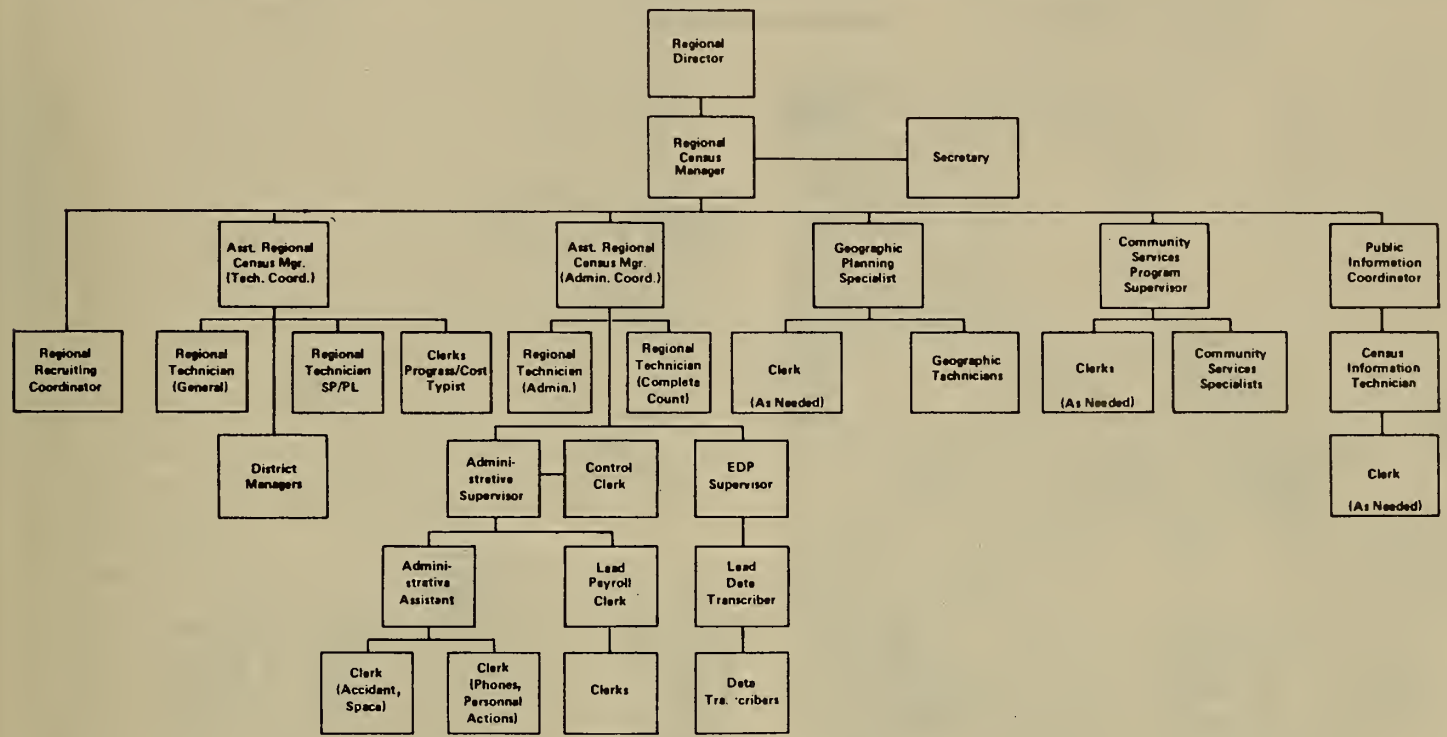 Regional
Director
Regional
Census
Manager
Secretary
Asst. Regional
Census Mgr.
(Tech. Coord.)
Asst. Regional
Census Mgr.
(Admin. Coord.)
Geographic
Planning
Specialist
Community
Services
Program
Supervisor
Public
Information
Coordinator
Regional
Recruiting
Coordinator
Regional
Technician
(General)
Regional
Technician
SP/PL
Clerks
Progress/Cost
Typist
Regional
Technician
(Admin.)
Regional
Technician
(Complete
Count)
Clerk
(As Needed)
Geographic
Technicians
Clerks
(As Needed)
Community
Services
Specialists
Census
Information
Technician
District
Managers
Admini-
strative
Supervisor
Control
Clerk
EDP
Supervisor
Clerk
(As Needed)
Admini-
strative
Assistant
Lead
Payroll
Clerk
Lead
Data
Transcriber
Clerk
(Accident,
Space)
Clerk
(Phones,
Personnel
Actions)
Clerks
Data
Transcribers